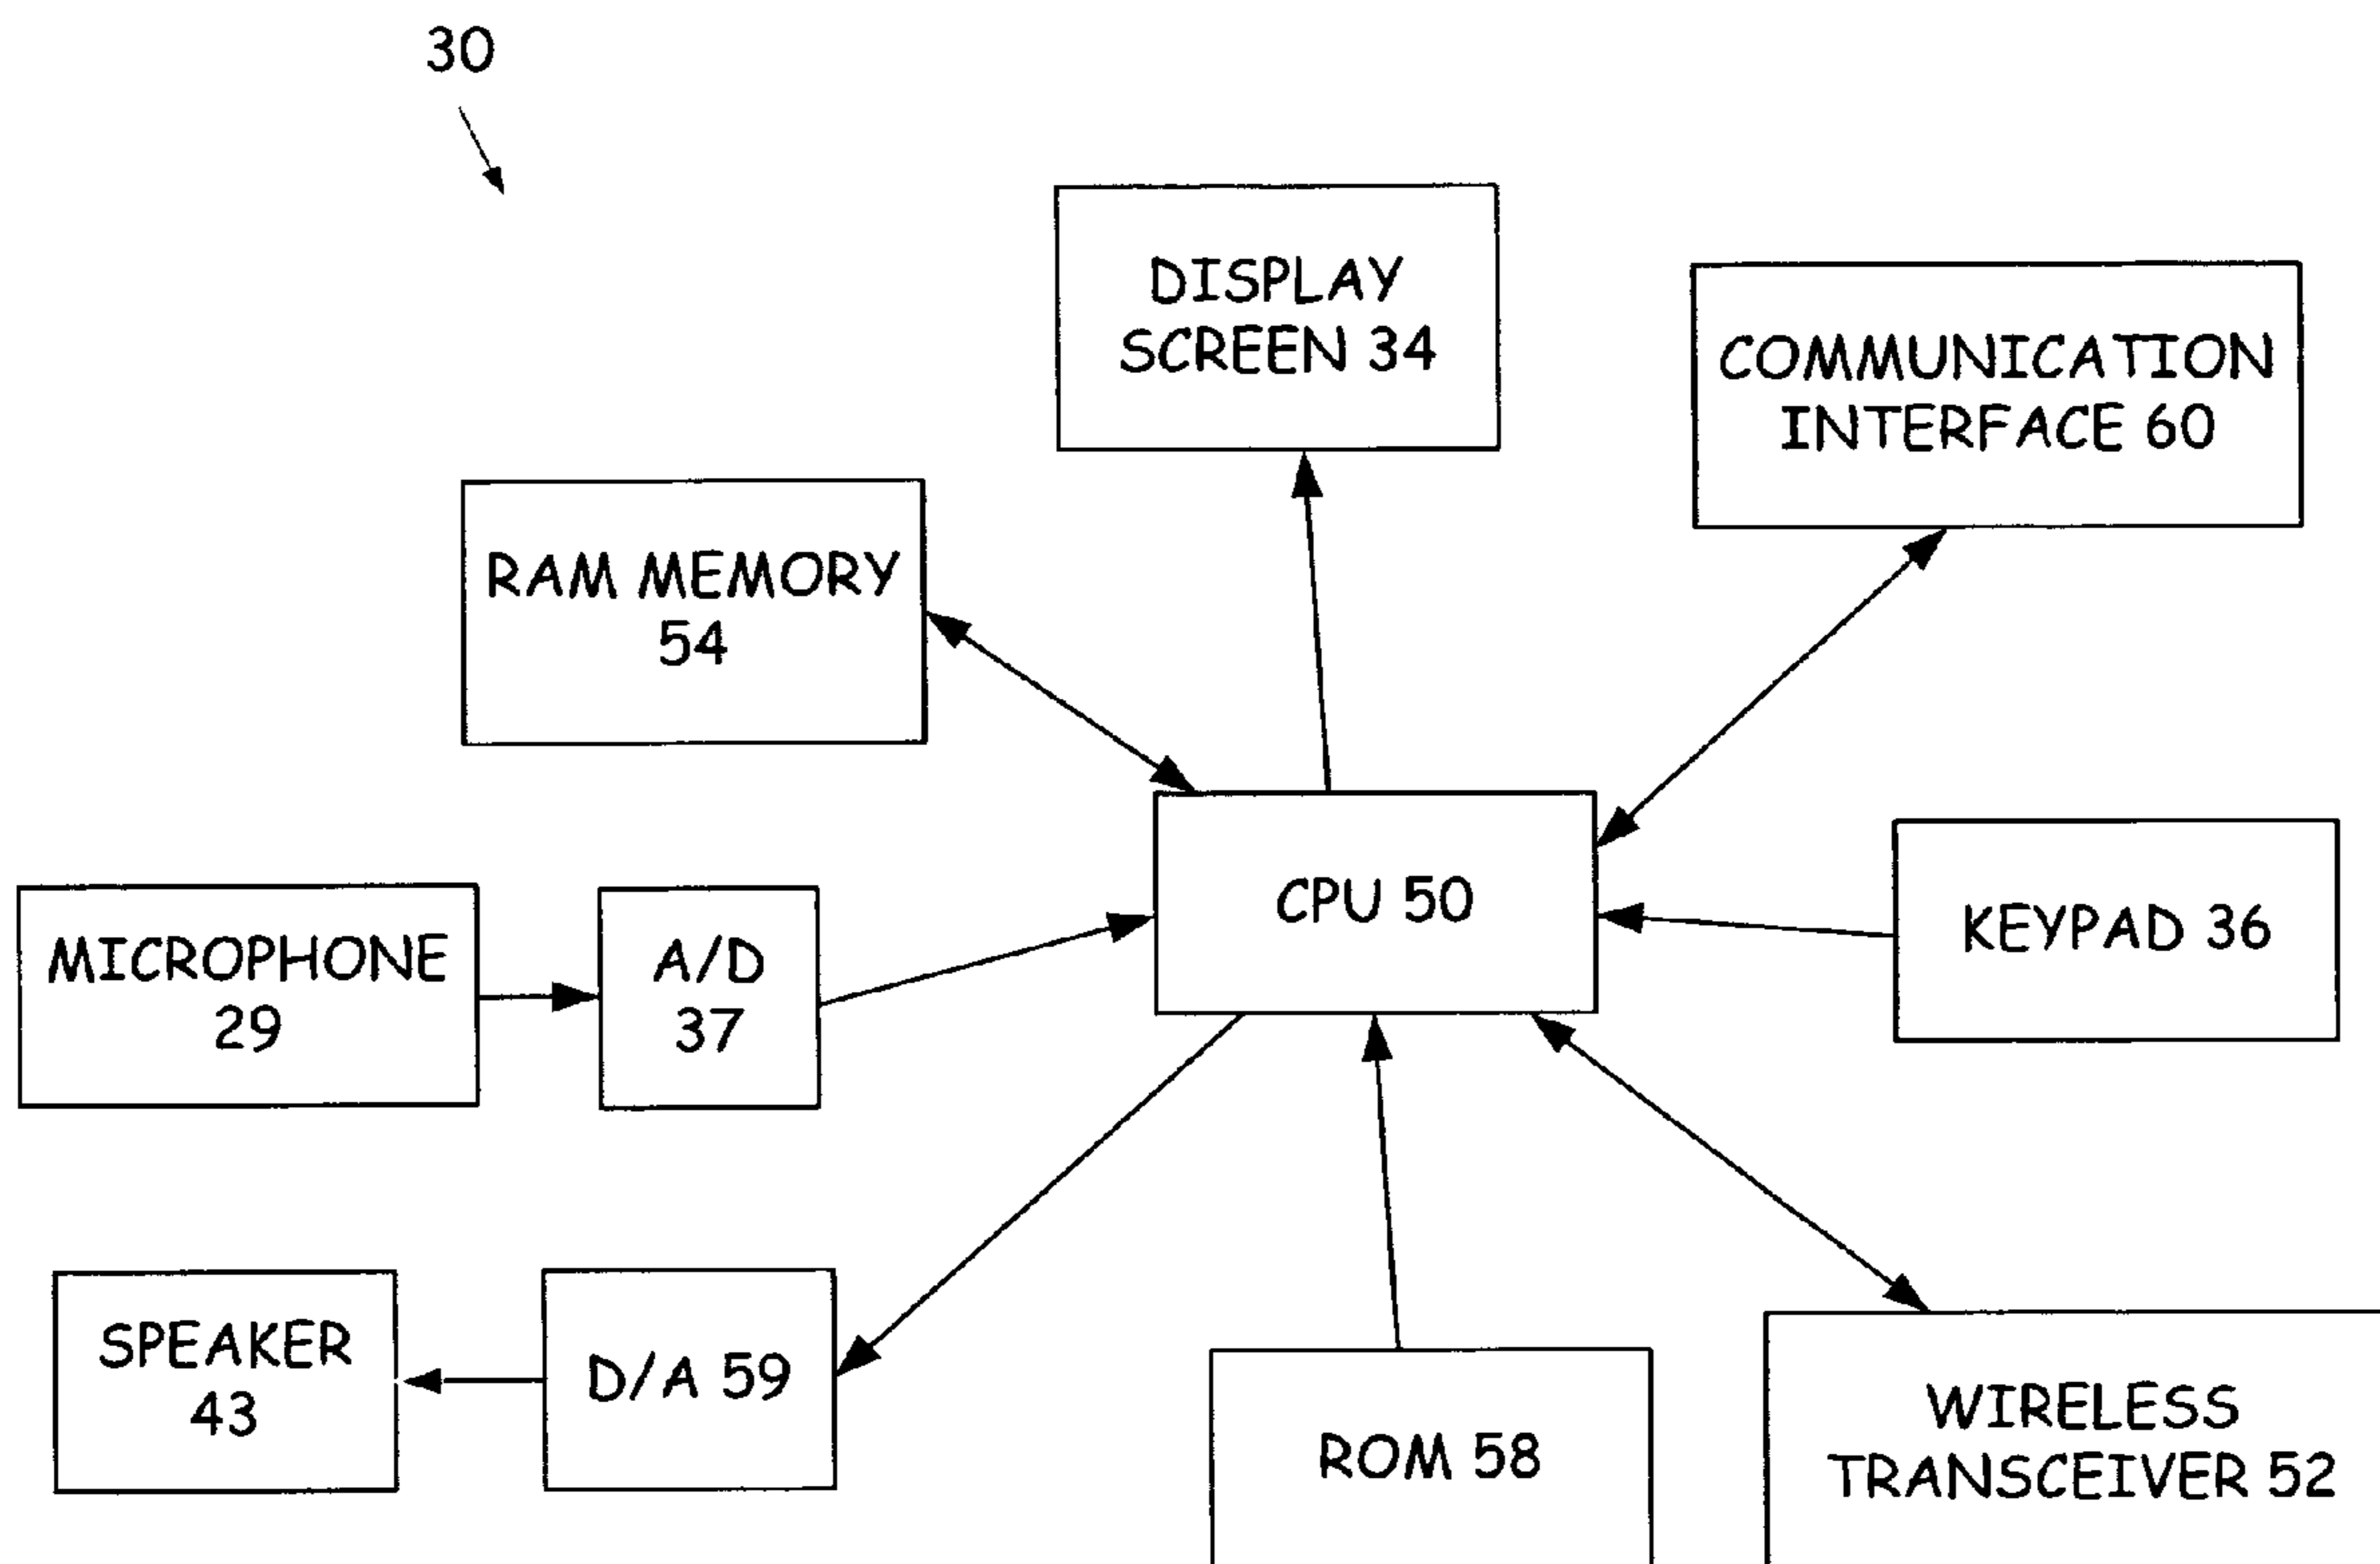 30
DISPLAY
SCREEN 34
COMMUNICATION
INTERFACE 60
RAM MEMORY
54
CPU 50
KEYPAD 36
MICROPHONE
29
A/D
37
SPEAKER
43
D/A 59
ROM 58
WIRELESS
TRANSCEIVER 52